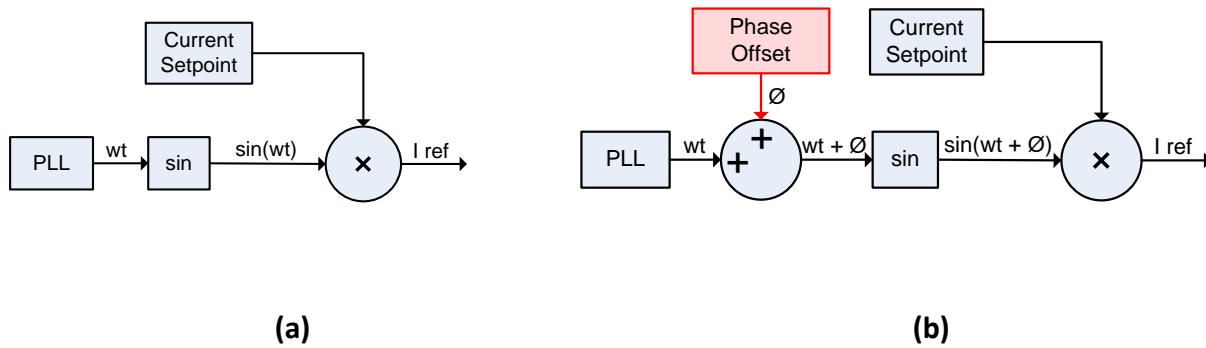 Current
Setpoint
PLL
wt
sin
sin(wt)
×
I ref
(a)
Phase
Offset
Ø
Current
Setpoint
PLL
wt
+
+
wt + Ø
sin
sin(wt + Ø)
×
I ref
(b)